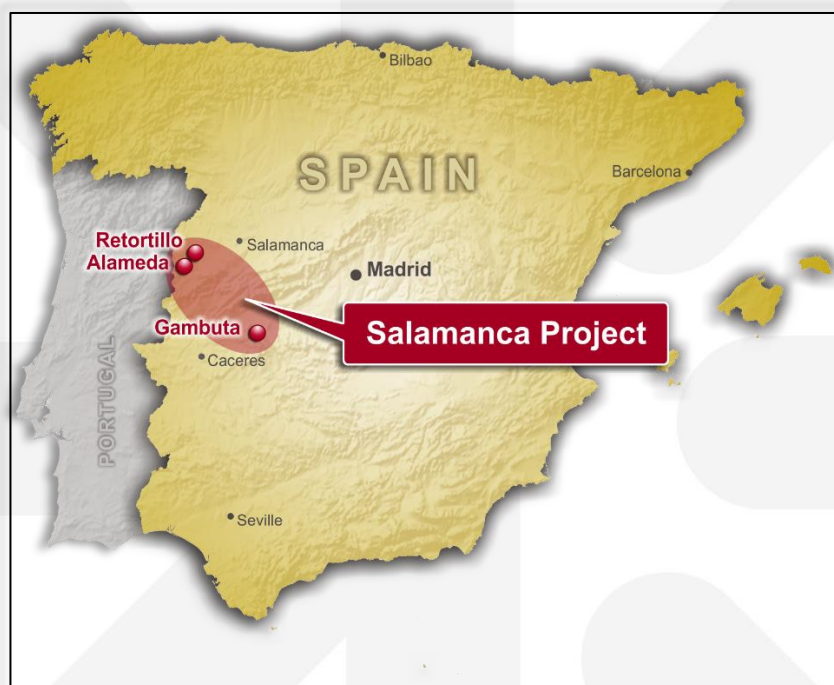 Bilbao
SPAIN
Barcelona
Retortillo
Salamanca
Alameda
Madrid
Gambuta
Salamanca Project
Caceres
PORTUGAL
Seville